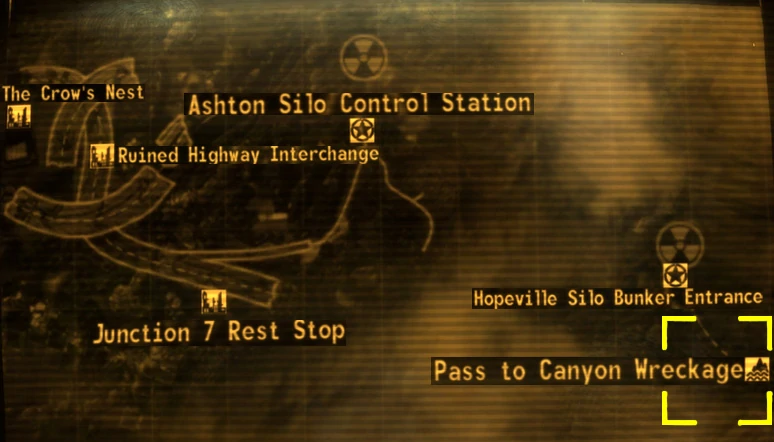 The Crow's Nest
Ashton Silo Control Station
Ruined Highway Interchange
Hopeville Silo Bunker Entrance
Junction 7 Rest Stop
Pass to Canyon Wreckage